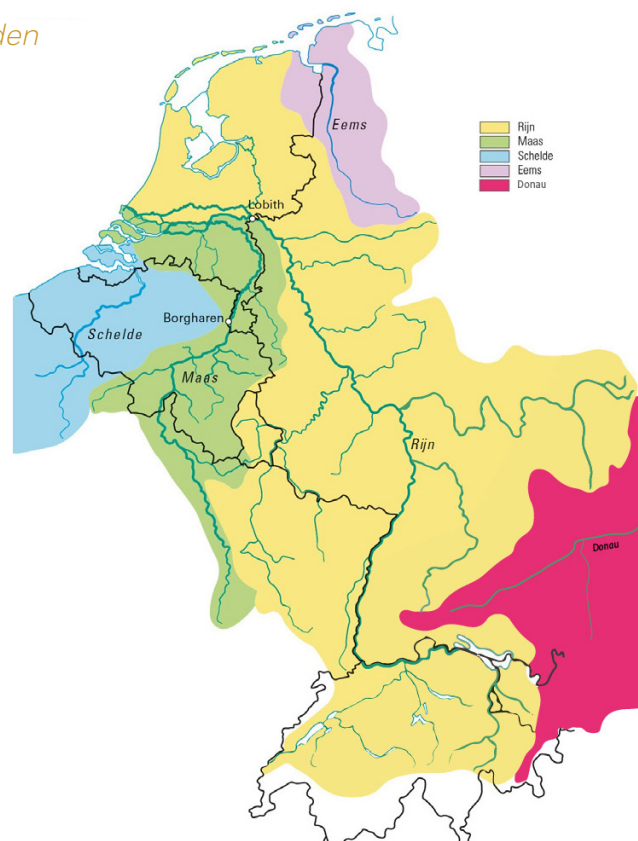 den
Eems
Rijn
Maas
Schelde
Eems
Donau
Lobith
Borgharen
Schelde
Maas
Rijn
Donau